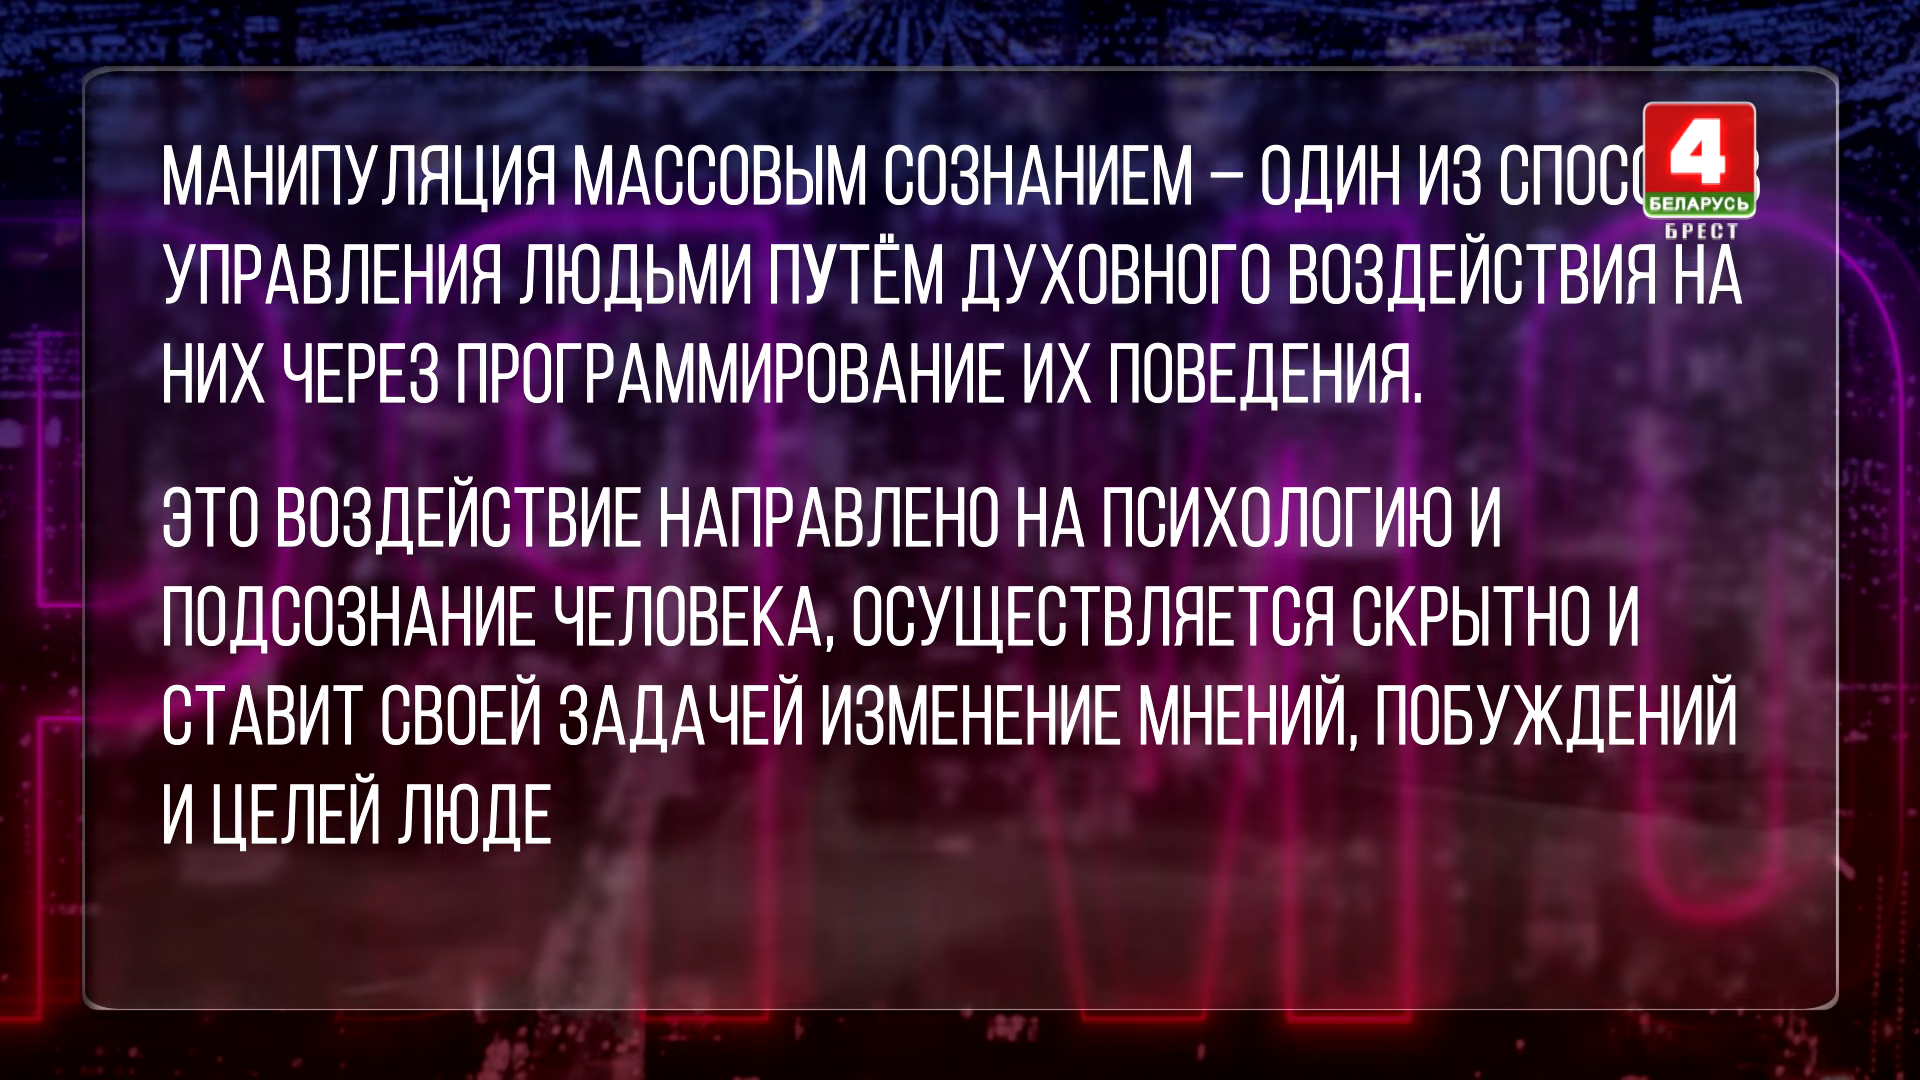 МАНИПУЛЯЦИЯ МАССОВЫМ СОЗНАНИЕМ – ОДИН ИЗ
УПРАВЛЕНИЯ ЛЮДЬМИ ПУТЁМ ДУХОВНОГО ВОЗДЕЙСТВИЯ НА
НИХ ЧЕРЕЗ ПРОГРАММИРОВАНИЕ ИХ ПОВЕДЕНИЯ.
ЭТО ВОЗДЕЙСТВИЕ НАПРАВЛЕНО НА ПСИХОЛОГИЮ И
ПОДСОЗНАНИЕ ЧЕЛОВЕКА, ОСУЩЕСТВЛЯЕТСЯ СКРЫТНО И
СТАВИТ СВОЕЙ ЗАДАЧЕЙ ИЗМЕНЕНИЕ МНЕНИЙ, ПОБУЖДЕНИЙ
И ЦЕЛЕЙ ЛЮДЕ
4
БЕЛАРУСЬ
БРЕСТ